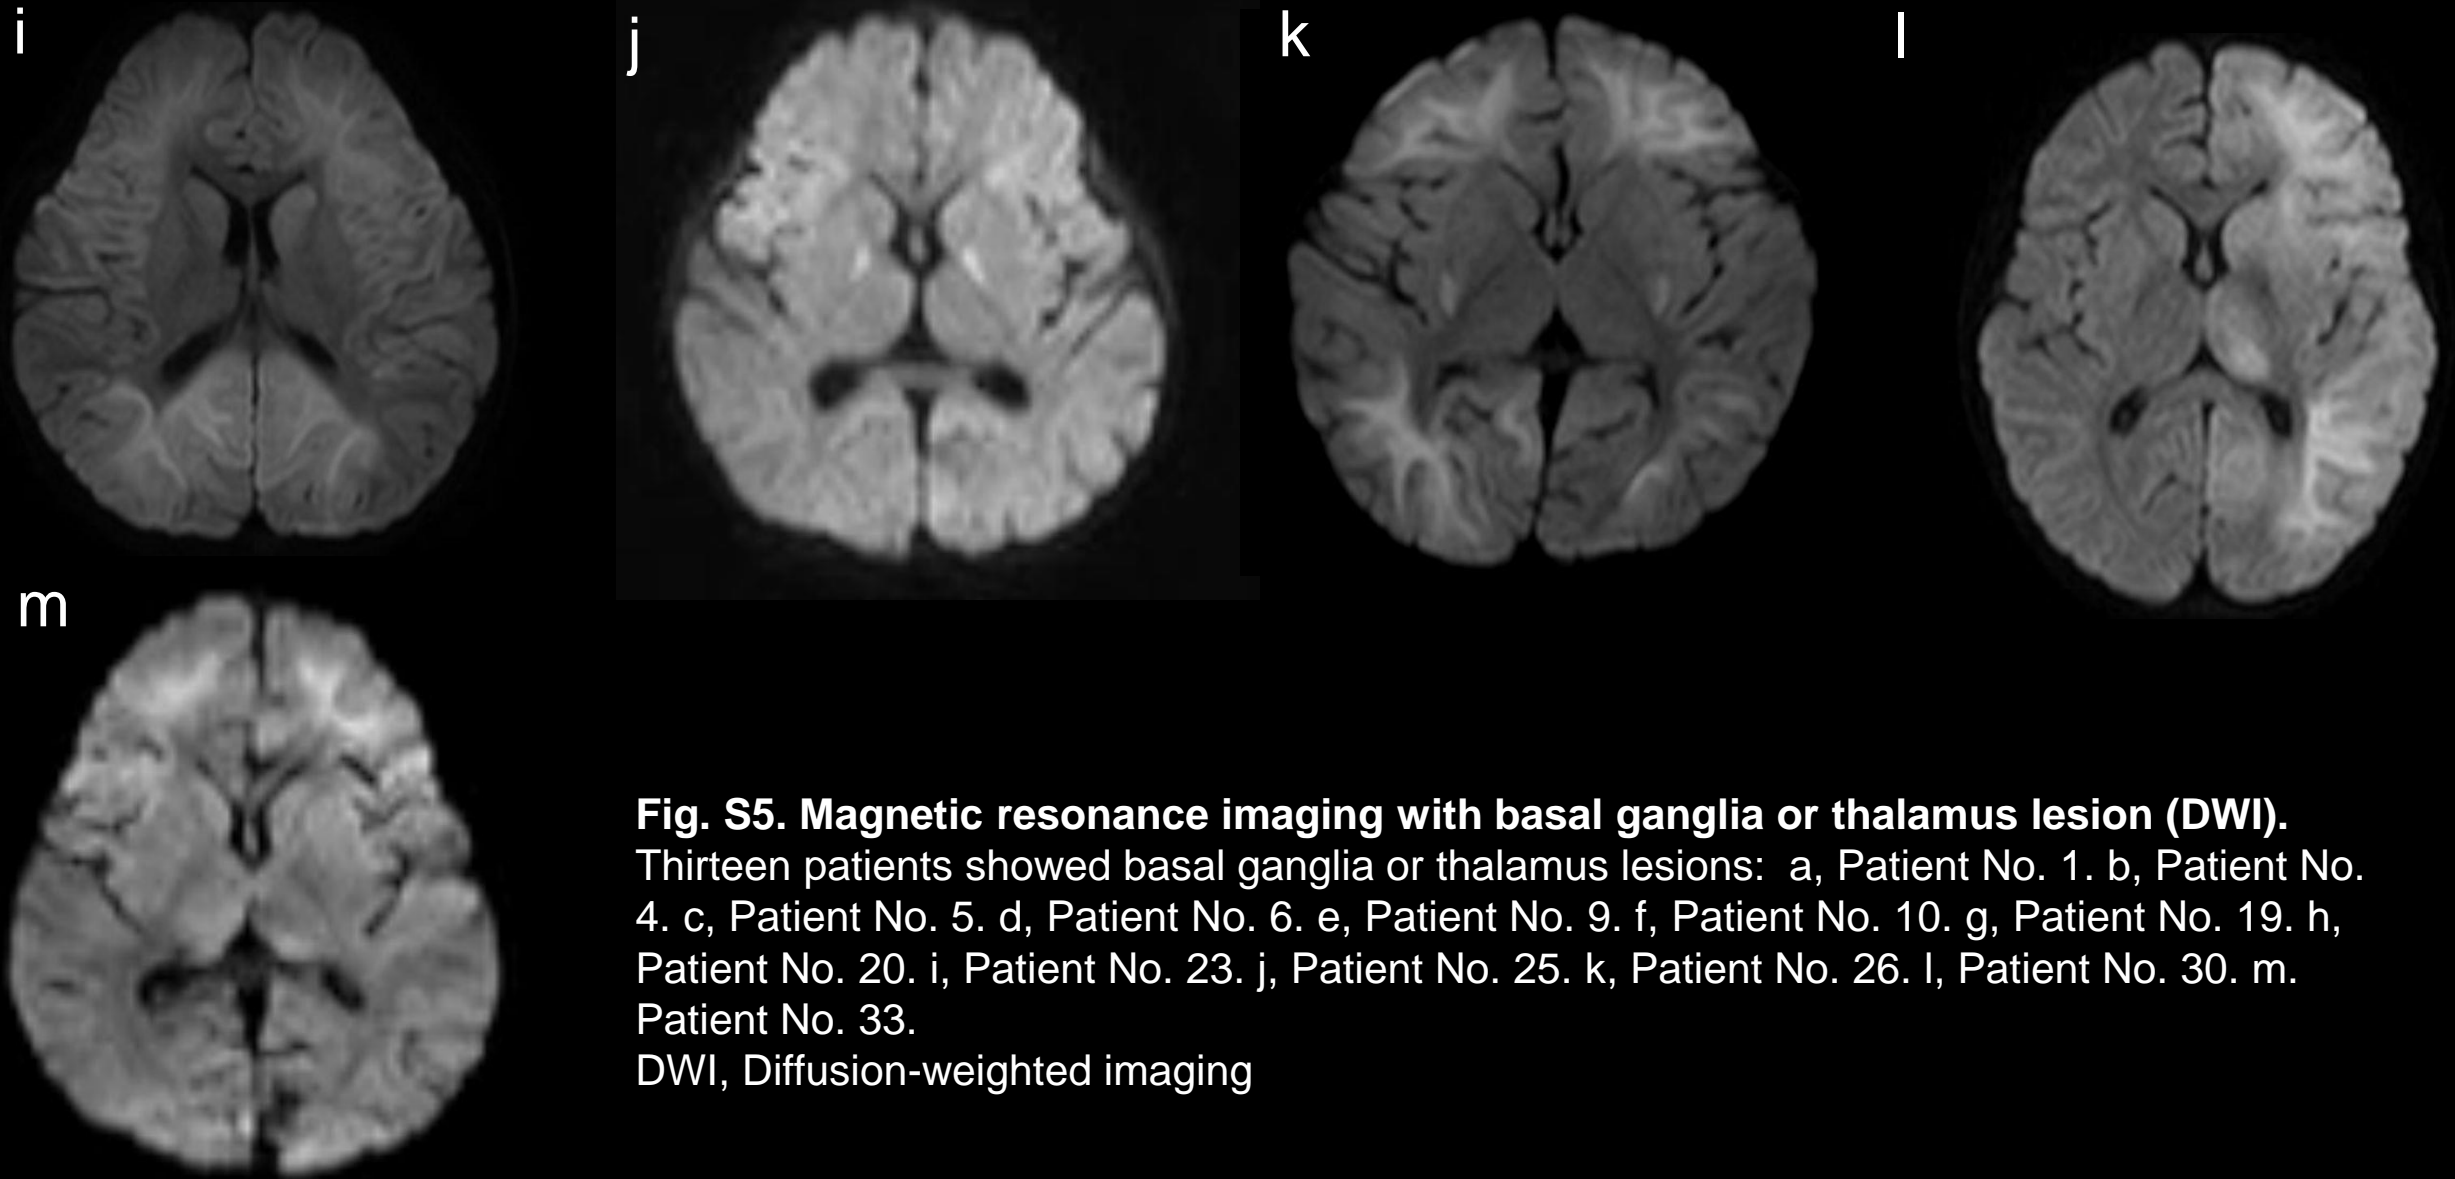 i
j
k
l
m
Fig. S5. Magnetic resonance imaging with basal ganglia or thalamus lesion (DWI).
Thirteen patients showed basal ganglia or thalamus lesions:  a, Patient No. 1. b, Patient No.
4. c, Patient No. 5. d, Patient No. 6. e, Patient No. 9. f, Patient No. 10. g, Patient No. 19. h,
Patient No. 20. i, Patient No. 23. j, Patient No. 25. k, Patient No. 26. l, Patient No. 30. m.
Patient No. 33.
DWI, Diffusion-weighted imaging